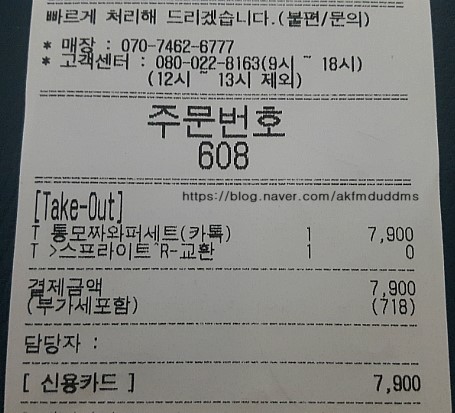 빠르게 처리해 드리겠습니다.(불편/문의)
* 매장 : 070-7462-6777
* 고객센터 : 080-022-8163(9시 ~ 18시)
(12시 ~ 13시 제외)
주문번호
608
https://blog.naver.com/akfmduddms
[Take-Out]
T 통모짜와퍼세트(카톡) 1 7,900
T >스프라이트^R-교환 1 0
결제금액 7,900
(부가세포함) (718)
담당자 :
[ 신용카드 ] 7,900